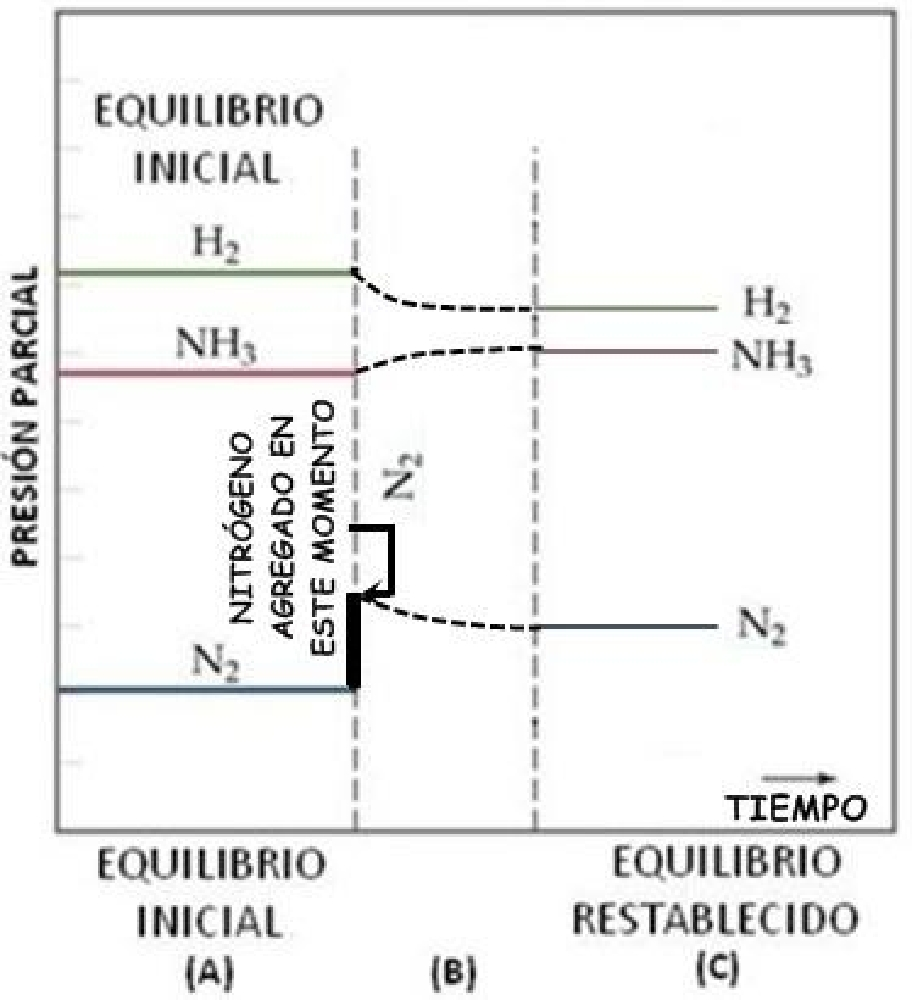 EQUILIBRIO
INICIAL
H₂
NH₃
N₂
PRESIÓN PARCIAL
NITRÓGENO
AGREGADO EN
ESTE MOMENTO
N₂
H₂
NH₃
N₂
TIEMPO
EQUILIBRIO
INICIAL
(A)
(B)
EQUILIBRIO
RESTABLECIDO
(C)